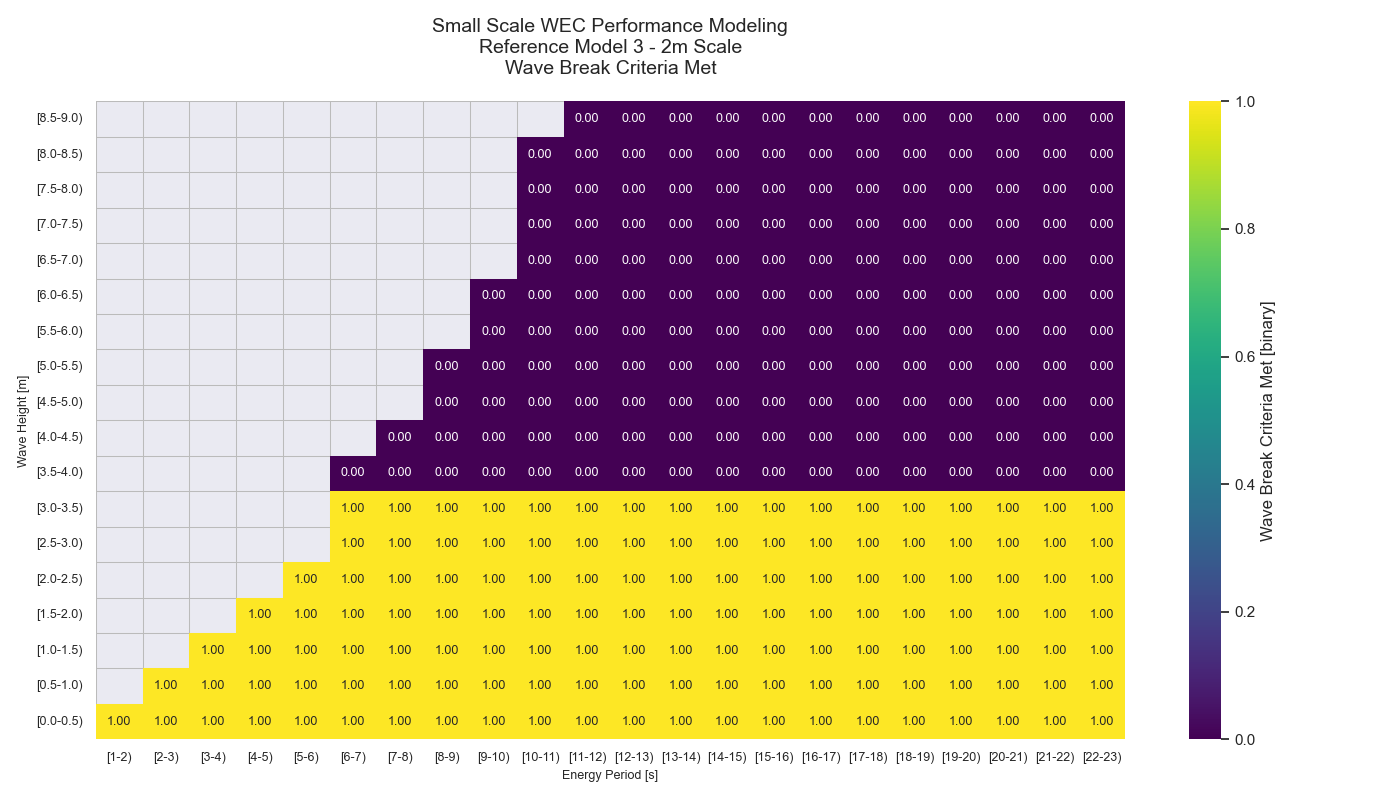 Small Scale WEC Performance Modeling
Reference Model 3 - 2m Scale
Wave Break Criteria Met
[8.5-9.0) 0.00 0.00 0.00 0.00 0.00 0.00 0.00 0.00 0.00 0.00 0.00 0.00 1.0
[8.0-8.5) 0.00 0.00 0.00 0.00 0.00 0.00 0.00 0.00 0.00 0.00 0.00 0.00 0.00
[7.5-8.0) 0.00 0.00 0.00 0.00 0.00 0.00 0.00 0.00 0.00 0.00 0.00 0.00 0.00
[7.0-7.5) 0.00 0.00 0.00 0.00 0.00 0.00 0.00 0.00 0.00 0.00 0.00 0.00 0.00 0.8
[6.5-7.0) 0.00 0.00 0.00 0.00 0.00 0.00 0.00 0.00 0.00 0.00 0.00 0.00 0.00
[6.0-6.5) 0.00 0.00 0.00 0.00 0.00 0.00 0.00 0.00 0.00 0.00 0.00 0.00 0.00 0.00
[5.5-6.0) 0.00 0.00 0.00 0.00 0.00 0.00 0.00 0.00 0.00 0.00 0.00 0.00 0.00 0.00
[5.0-5.5) 0.00 0.00 0.00 0.00 0.00 0.00 0.00 0.00 0.00 0.00 0.00 0.00 0.00 0.00 0.00 0.6
[4.5-5.0) 0.00 0.00 0.00 0.00 0.00 0.00 0.00 0.00 0.00 0.00 0.00 0.00 0.00 0.00 0.00
Wave Height [m]
Wave Break Criteria Met [binary]
[4.0-4.5) 0.00 0.00 0.00 0.00 0.00 0.00 0.00 0.00 0.00 0.00 0.00 0.00 0.00 0.00 0.00 0.00
[3.5-4.0) 0.00 0.00 0.00 0.00 0.00 0.00 0.00 0.00 0.00 0.00 0.00 0.00 0.00 0.00 0.00 0.00 0.00 0.4
[3.0-3.5) 1.00 1.00 1.00 1.00 1.00 1.00 1.00 1.00 1.00 1.00 1.00 1.00 1.00 1.00 1.00 1.00 1.00
[2.5-3.0) 1.00 1.00 1.00 1.00 1.00 1.00 1.00 1.00 1.00 1.00 1.00 1.00 1.00 1.00 1.00 1.00 1.00
[2.0-2.5) 1.00 1.00 1.00 1.00 1.00 1.00 1.00 1.00 1.00 1.00 1.00 1.00 1.00 1.00 1.00 1.00 1.00 1.00
[1.5-2.0) 1.00 1.00 1.00 1.00 1.00 1.00 1.00 1.00 1.00 1.00 1.00 1.00 1.00 1.00 1.00 1.00 1.00 1.00 1.00 0.2
[1.0-1.5) 1.00 1.00 1.00 1.00 1.00 1.00 1.00 1.00 1.00 1.00 1.00 1.00 1.00 1.00 1.00 1.00 1.00 1.00 1.00 1.00
[0.5-1.0) 1.00 1.00 1.00 1.00 1.00 1.00 1.00 1.00 1.00 1.00 1.00 1.00 1.00 1.00 1.00 1.00 1.00 1.00 1.00 1.00 1.00
[0.0-0.5) 1.00 1.00 1.00 1.00 1.00 1.00 1.00 1.00 1.00 1.00 1.00 1.00 1.00 1.00 1.00 1.00 1.00 1.00 1.00 1.00 1.00 1.00 0.0
[1-2) [2-3) [3-4) [4-5) [5-6) [6-7) [7-8) [8-9) [9-10) [10-11) [11-12) [12-13) [13-14) [14-15) [15-16) [16-17) [17-18) [18-19) [19-20) [20-21) [21-22) [22-23)
Energy Period [s]